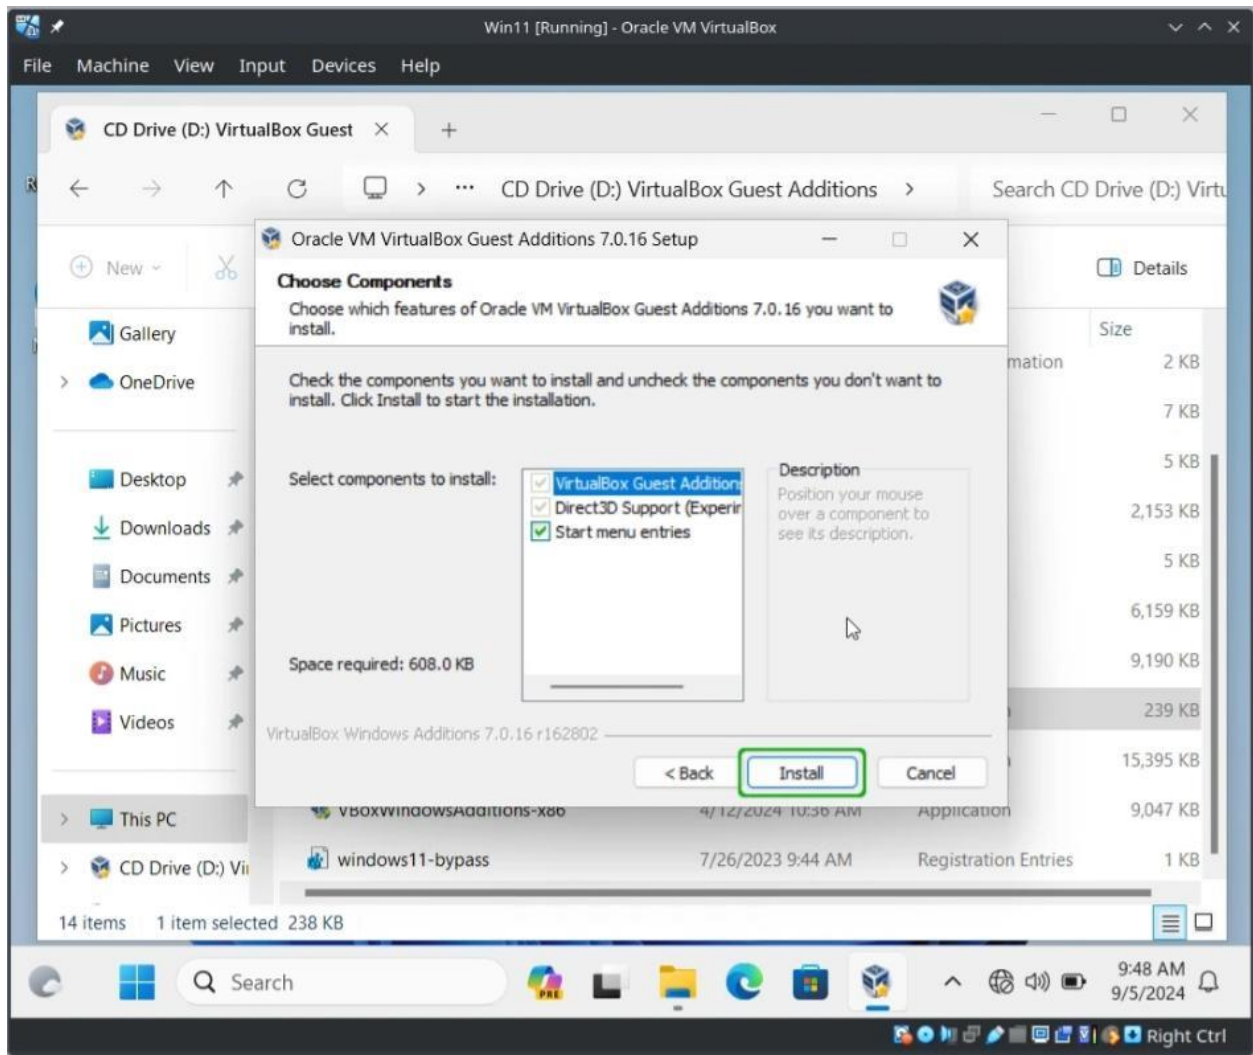 Win11 [Running] - Oracle VM VirtualBox
File Machine View Input Devices Help
CD Drive (D:) VirtualBox Guest
CD Drive (D:) VirtualBox Guest Additions
Search CD Drive (D:) Virtu
New
Details
Oracle VM VirtualBox Guest Additions 7.0.16 Setup
Choose Components
Choose which features of Oracle VM VirtualBox Guest Additions 7.0.16 you want to
install.
Check the components you want to install and uncheck the components you don't want to
install. Click Install to start the installation.
Select components to install:
VirtualBox Guest Addition
Direct3D Support (Experir
Start menu entries
Description
Position your mouse
over a component to
see its description.
Space required: 608.0 KB
VirtualBox Windows Additions 7.0.16 r162802
< Back Install Cancel
Gallery
OneDrive
Desktop
Downloads
Documents
Pictures
Music
Videos
This PC
CD Drive (D:) Vi
Size
mation 2 KB
7 KB
5 KB
2,153 KB
5 KB
6,159 KB
9,190 KB
239 KB
15,395 KB
VBoxWindowsAdditions-x86 4/12/2024 10:36 AM Application 9,047 KB
windows11-bypass 7/26/2023 9:44 AM Registration Entries 1 KB
14 items 1 item selected 238 KB
Search
PRE
9:48 AM
9/5/2024
Right Ctrl